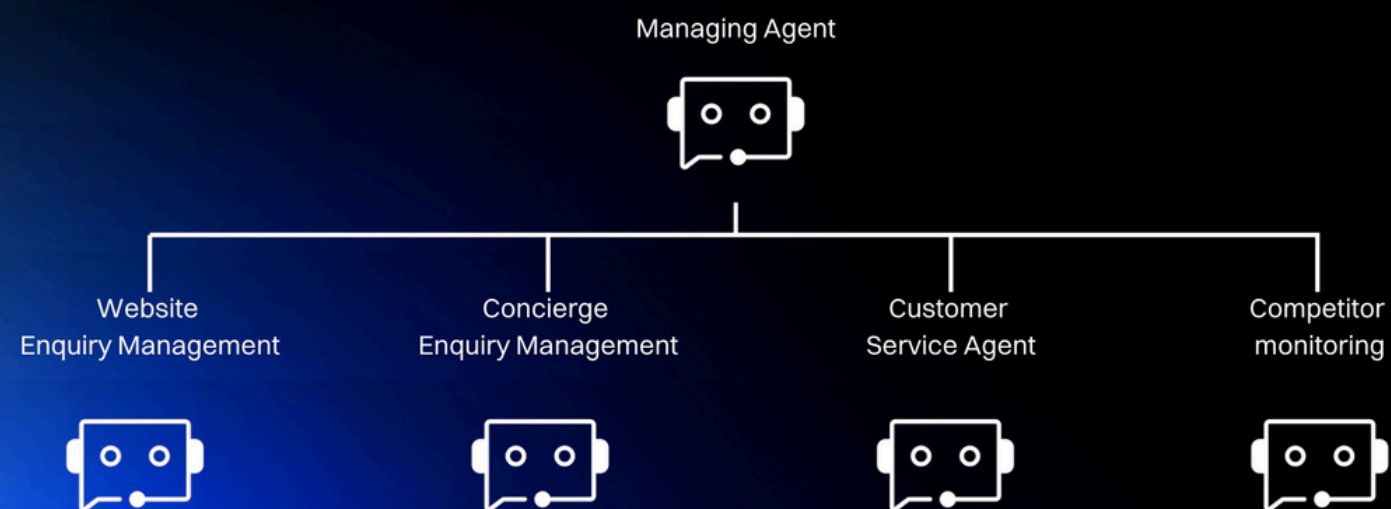 Managing Agent
Website
Enquiry Management
Concierge
Enquiry Management
Customer
Service Agent
Competitor
monitoring